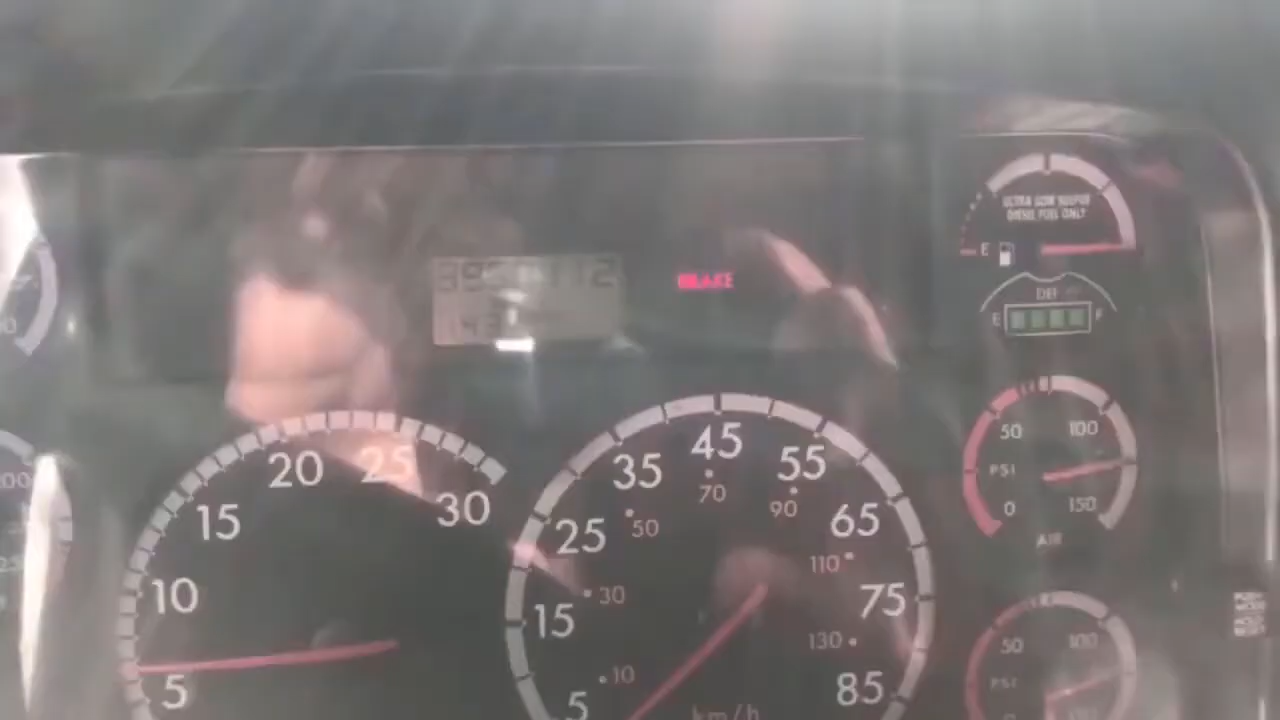 BRAKE
ULTRA LOW SULFUR
DIESEL FUEL ONLY
E
DEF
E F
50 100
PSI
0 150
AIR
5
10
15
20
25
30
5
15
25
35
45
55
65
75
85
10
30
50
70
90
110
130
km/h
50 100
PSI